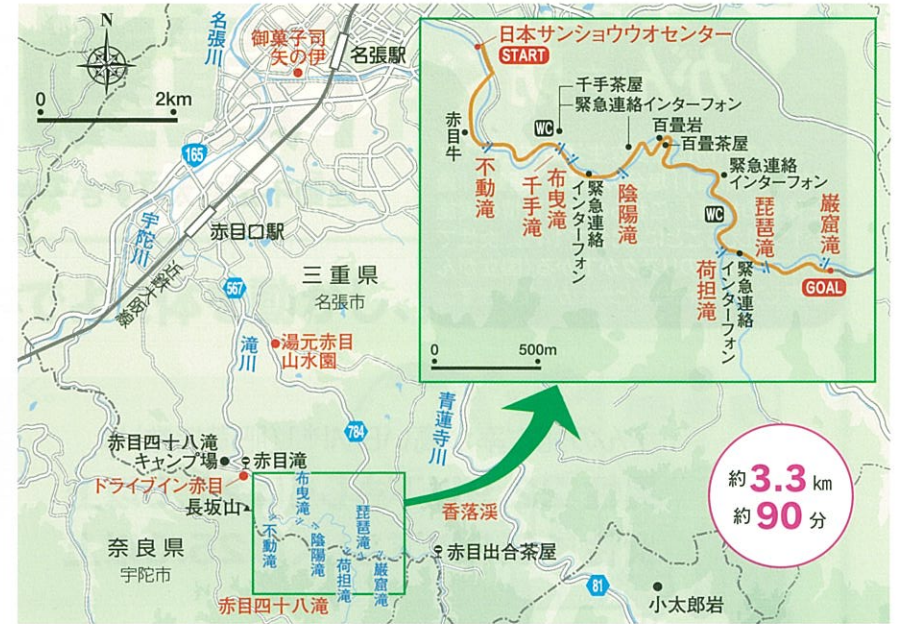 N
0
2km
名張川
御菓子司
矢の伊
名張駅
165
宇陀川
赤目口駅
近鉄大阪線
三重県
名張市
567
滝川
湯元赤目
山水園
784
青蓮寺川
赤目四十八滝
キャンプ場
赤目滝
ドライブイン赤目
長坂山
布曳滝
不動滝
陰陽滝
琵琶滝
荷担滝
巌窟滝
奈良県
宇陀市
赤目四十八滝
香落渓
赤目出合茶屋
81
小太郎岩
約3.3km
約90分
日本サンショウウオセンター
START
赤目牛
不動滝
千手茶屋
緊急連絡インターフォン
WC
千手滝
布曳滝
緊急連絡
インターフォン
陰陽滝
百畳岩
百畳茶屋
緊急連絡
インターフォン
WC
荷担滝
緊急連絡
インターフォン
琵琶滝
巌窟滝
GOAL
0
500m